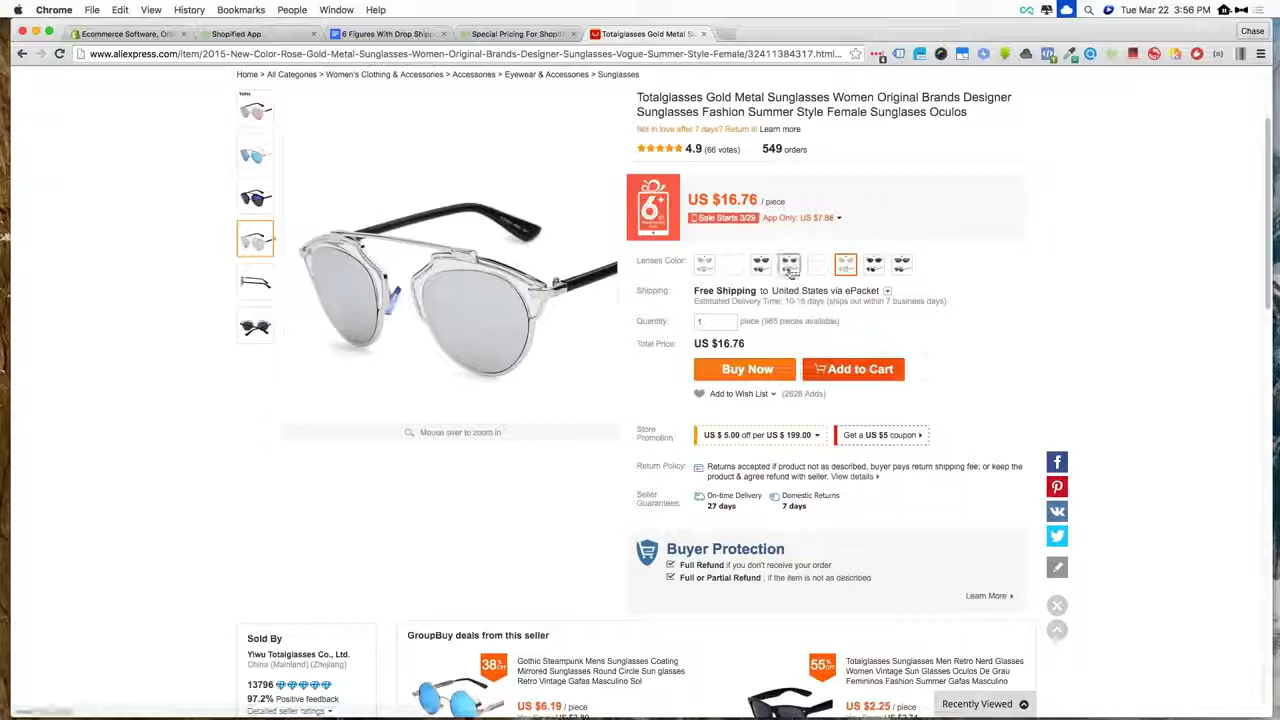 Chrome File Edit View History Bookmarks People Window Help
Tue Mar 22 3:56 PM
Ecommerce Software, O
Shopified App
6 Figures With Drop Shipp
Special Pricing For Shopifi
Totalglasses Gold Metal Su
Chase
www.aliexpress.com/item/2015-New-Color-Rose-Gold-Metal-Sunglasses-Women-Original-Brands-Designer-Sunglasses-Vogue-Summer-Style-Female/32411384317.html...
Home > All Categories > Women's Clothing & Accessories > Accessories > Eyewear & Accessories > Sunglasses
Totalglasses Gold Metal Sunglasses Women Original Brands Designer
Sunglasses Fashion Summer Style Female Sunglases Oculos
Not in love after 7 days? Return it! Learn more
4.9 (66 votes) 549 orders
6
US $16.76 / piece
Sale Starts 3/29 App Only: US $7.88
Lenses Color:
Shipping: Free Shipping to United States via ePacket
Estimated Delivery Time: 10-15 days (ships out within 7 business days)
Quantity: 1 piece (965 pieces available)
Total Price: US $16.76
Buy Now Add to Cart
Add to Wish List (2628 Adds)
Mouse over to zoom in
Store
Promotion:
US $ 5.00 off per US $ 199.00
Get a US $5 coupon
Return Policy: Returns accepted if product not as described, buyer pays return shipping fee; or keep the
product & agree refund with seller. View details
Seller
Guarantees:
On-time Delivery
27 days
Domestic Returns
7 days
Buyer Protection
Full Refund if you don't receive your order
Full or Partial Refund , if the item is not as described
Learn More
Sold By
Yiwu Totalglasses Co., Ltd.
China (Mainland) (Zhejiang)
13796
97.2% Positive feedback
Detailed seller ratings
GroupBuy deals from this seller
38% OFF
Gothic Steampunk Mens Sunglasses Coating
Mirrored Sunglasses Round Circle Sun glasses
Retro Vintage Gafas Masculino Sol
US $6.19 / piece
55% OFF
Totalglasses Sunglasses Men Retro Nerd Glasses
Women Vintage Sun Glasses Oculos De Grau
Femininos Fashion Summer Gafas Masculino
US $2.25 / piece
Recently Viewed